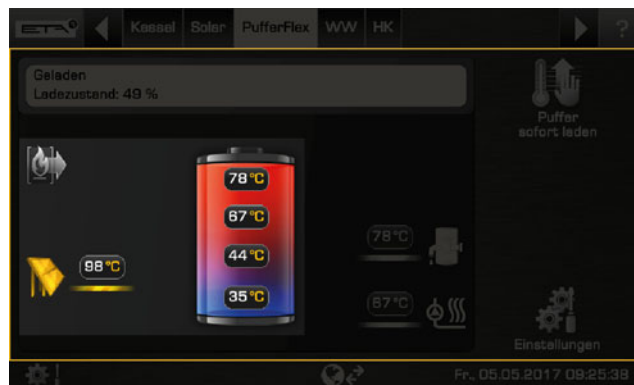 ETA
Kessel Solar PufferFlex WW HK ?
Geladen
Ladezustand: 49 %
Puffer
sofort laden
78°C
67°C
78°C
44°C
98°C
35°C
67°C
Einstellungen
Fr., 05.05.2017 09:25:38